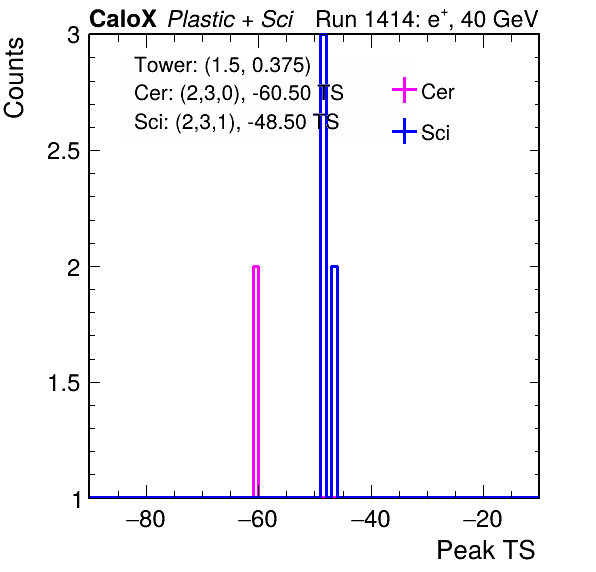 CaloX Plastic + Sci Run 1414: e+, 40 GeV
Counts
Tower: (1.5, 0.375)
Cer: (2,3,0), -60.50 TS
Sci: (2,3,1), -48.50 TS
Cer
Sci
3
2.5
2
1.5
1
−80 −60 −40 −20
Peak TS